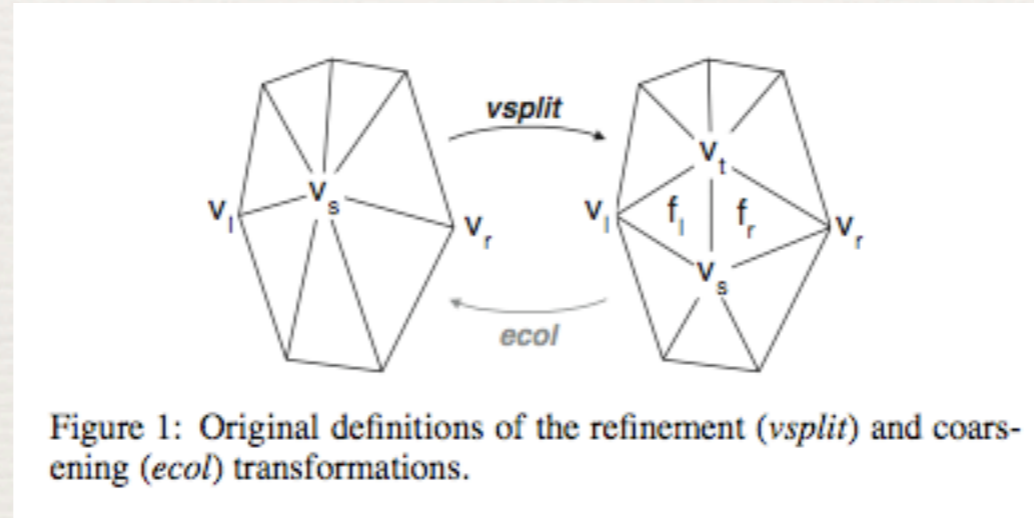 vsplit
v_s
v_l
v_r
v_t
v_l
f_l
f_r
v_r
v_s
ecol
Figure 1: Original definitions of the refinement (vsplit) and coars-
ening (ecol) transformations.